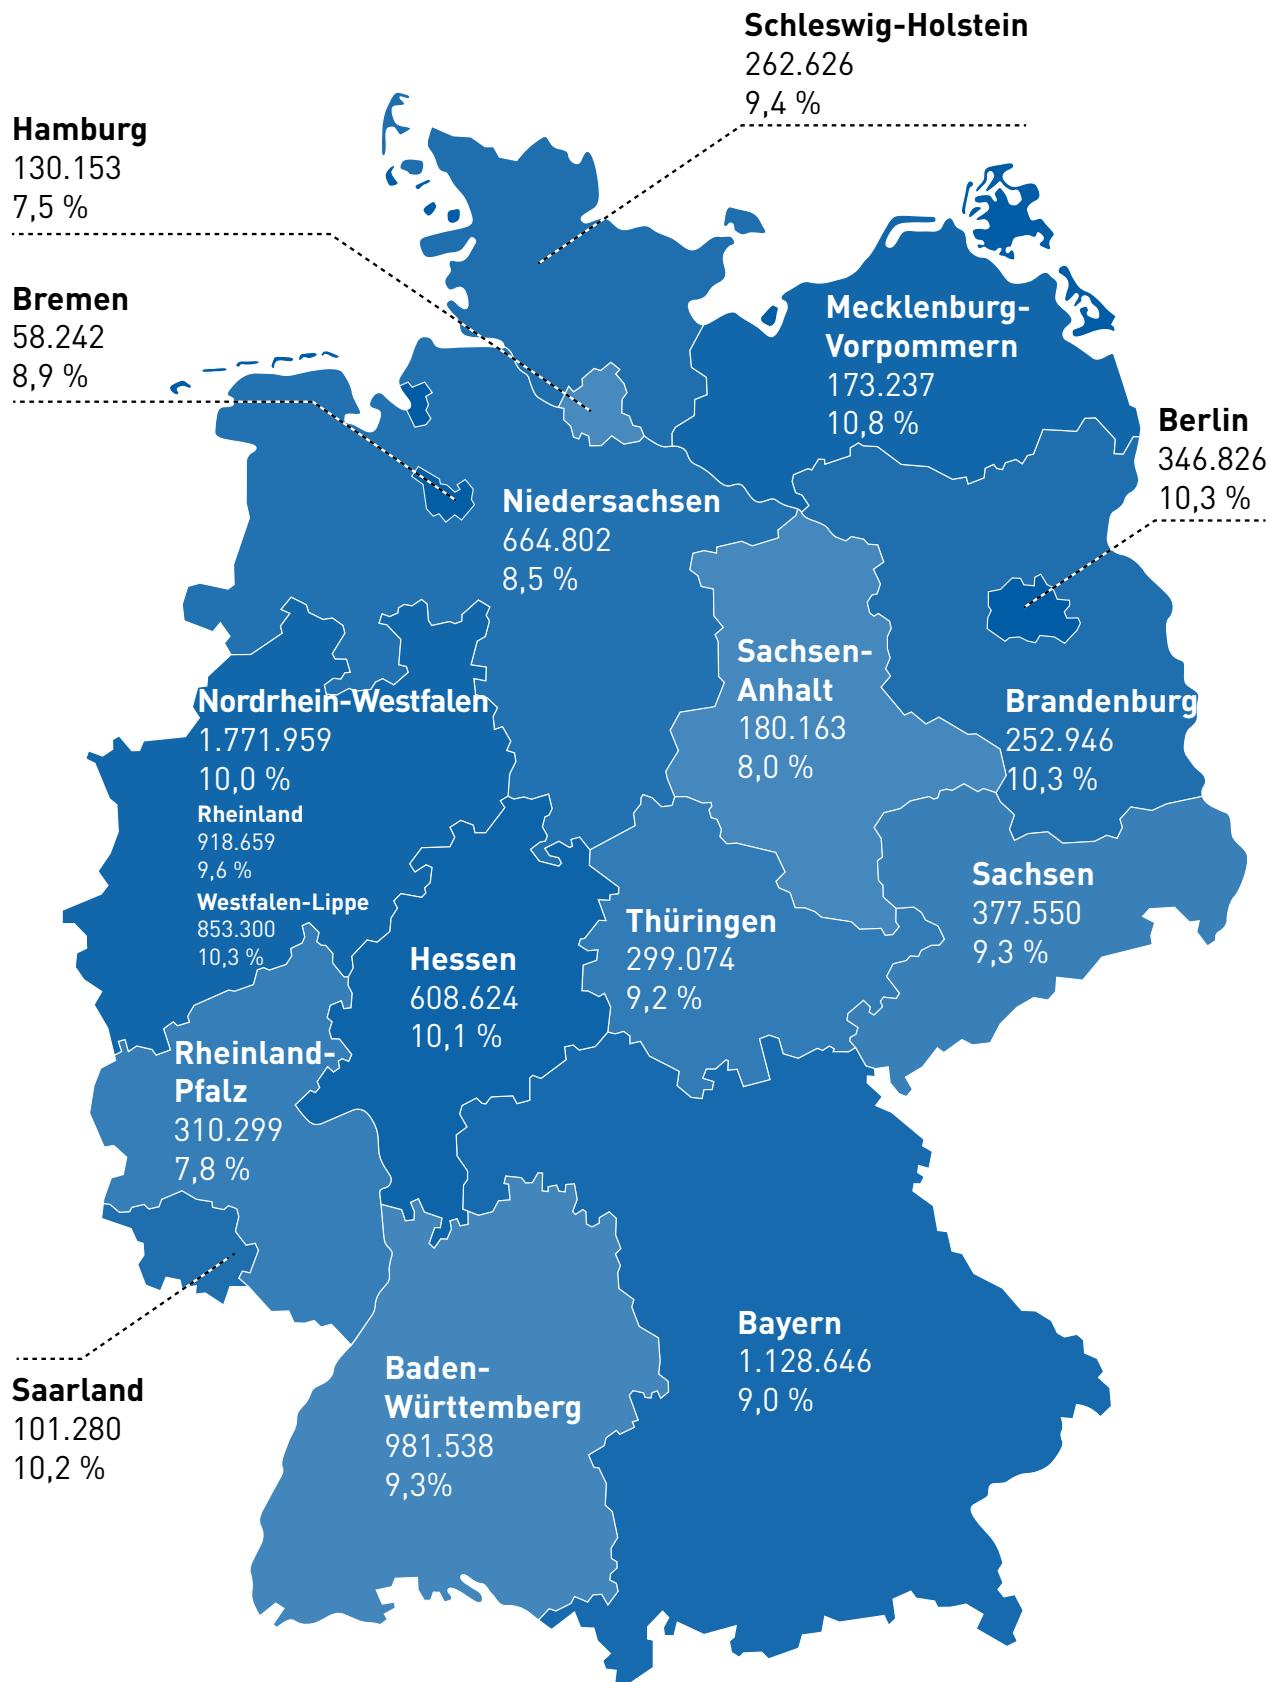 Schleswig-Holstein
262.626
9,4 %
Hamburg
130.153
7,5 %
Bremen
58.242
8,9 %
Mecklenburg-
Vorpommern
173.237
10,8 %
Berlin
346.826
10,3 %
Niedersachsen
664.802
8,5 %
Sachsen-
Anhalt
180.163
8,0 %
Brandenburg
252.946
10,3 %
Nordrhein-Westfalen
1.771.959
10,0 %
Rheinland
918.659
9,6 %
Westfalen-Lippe
853.300
10,3 %
Sachsen
377.550
9,3 %
Thüringen
299.074
9,2 %
Hessen
608.624
10,1 %
Rheinland-
Pfalz
310.299
7,8 %
Bayern
1.128.646
9,0 %
Baden-
Württemberg
981.538
9,3%
Saarland
101.280
10,2 %